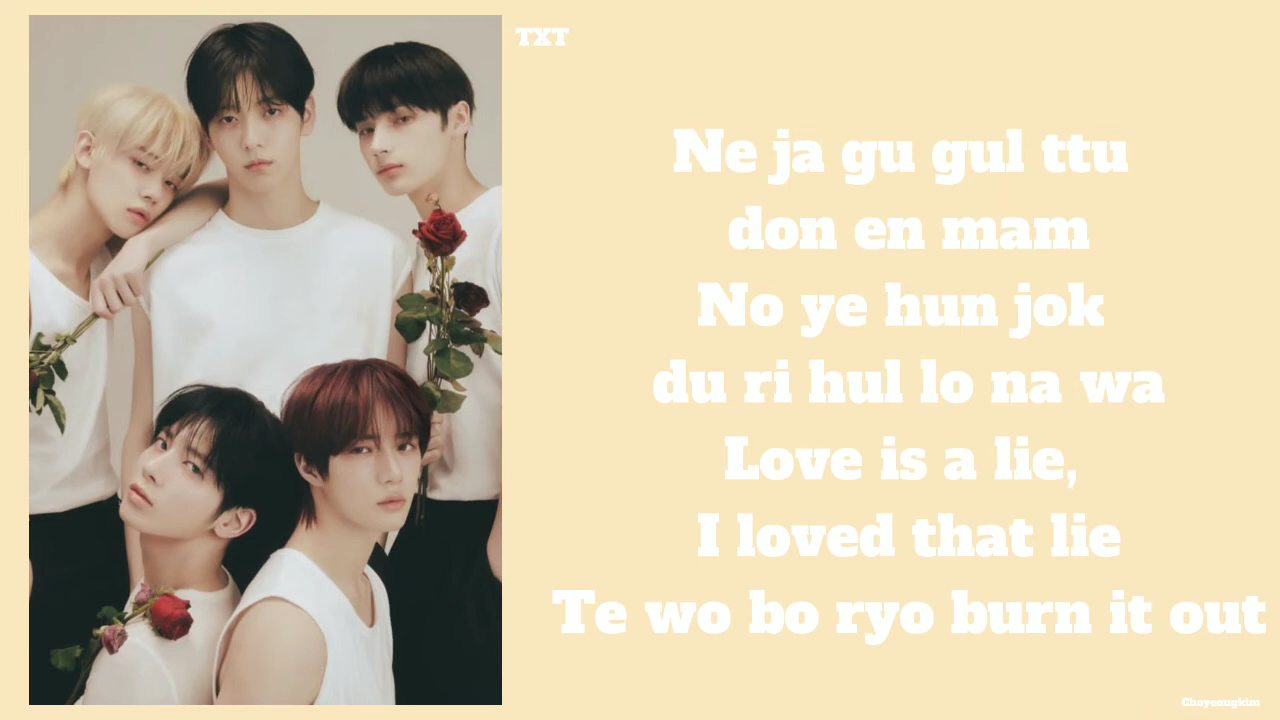 TXT
Ne ja gu gul ttu
don en mam
No ye hun jok
du ri hul lo na wa
Love is a lie,
I loved that lie
Te wo bo ryo burn it out
Choyeongkim